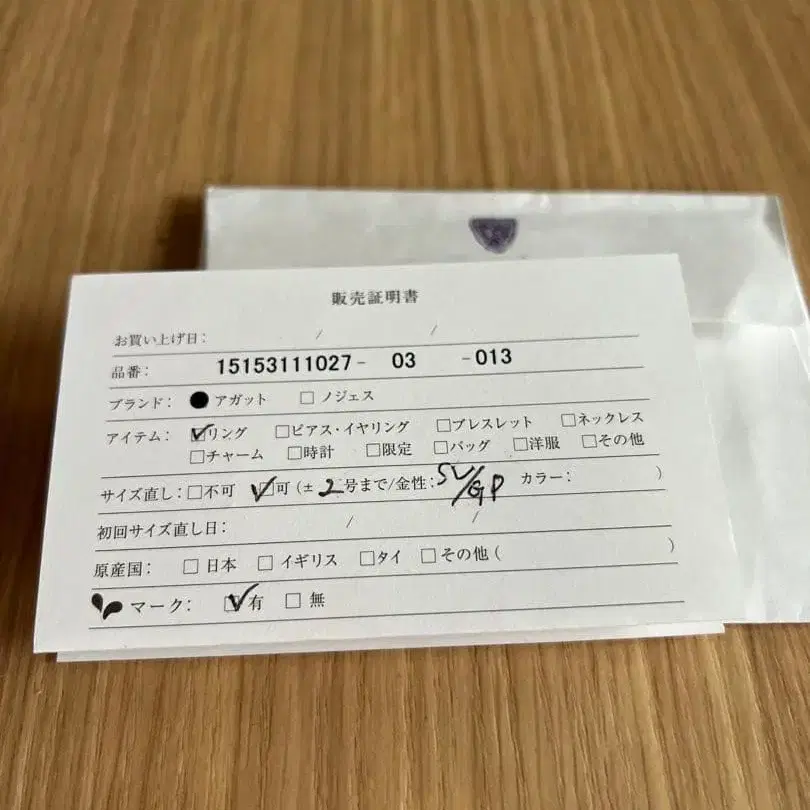 販売証明書
お買い上げ日: / /
品番: 15153111027- 03 -013
ブランド: ● アガット □ ノジェス
アイテム: ☑リング □ピアス・イヤリング □ブレスレット □ネックレス
□チャーム □時計 □限定 □バッグ □洋服 □その他
サイズ直し: □不可 ☑可 (± 2号まで/金性: SV/GP カラー: )
初回サイズ直し日: / /
原産国: □ 日本 □ イギリス □タイ □その他 ( )
マーク: ☑有 □ 無